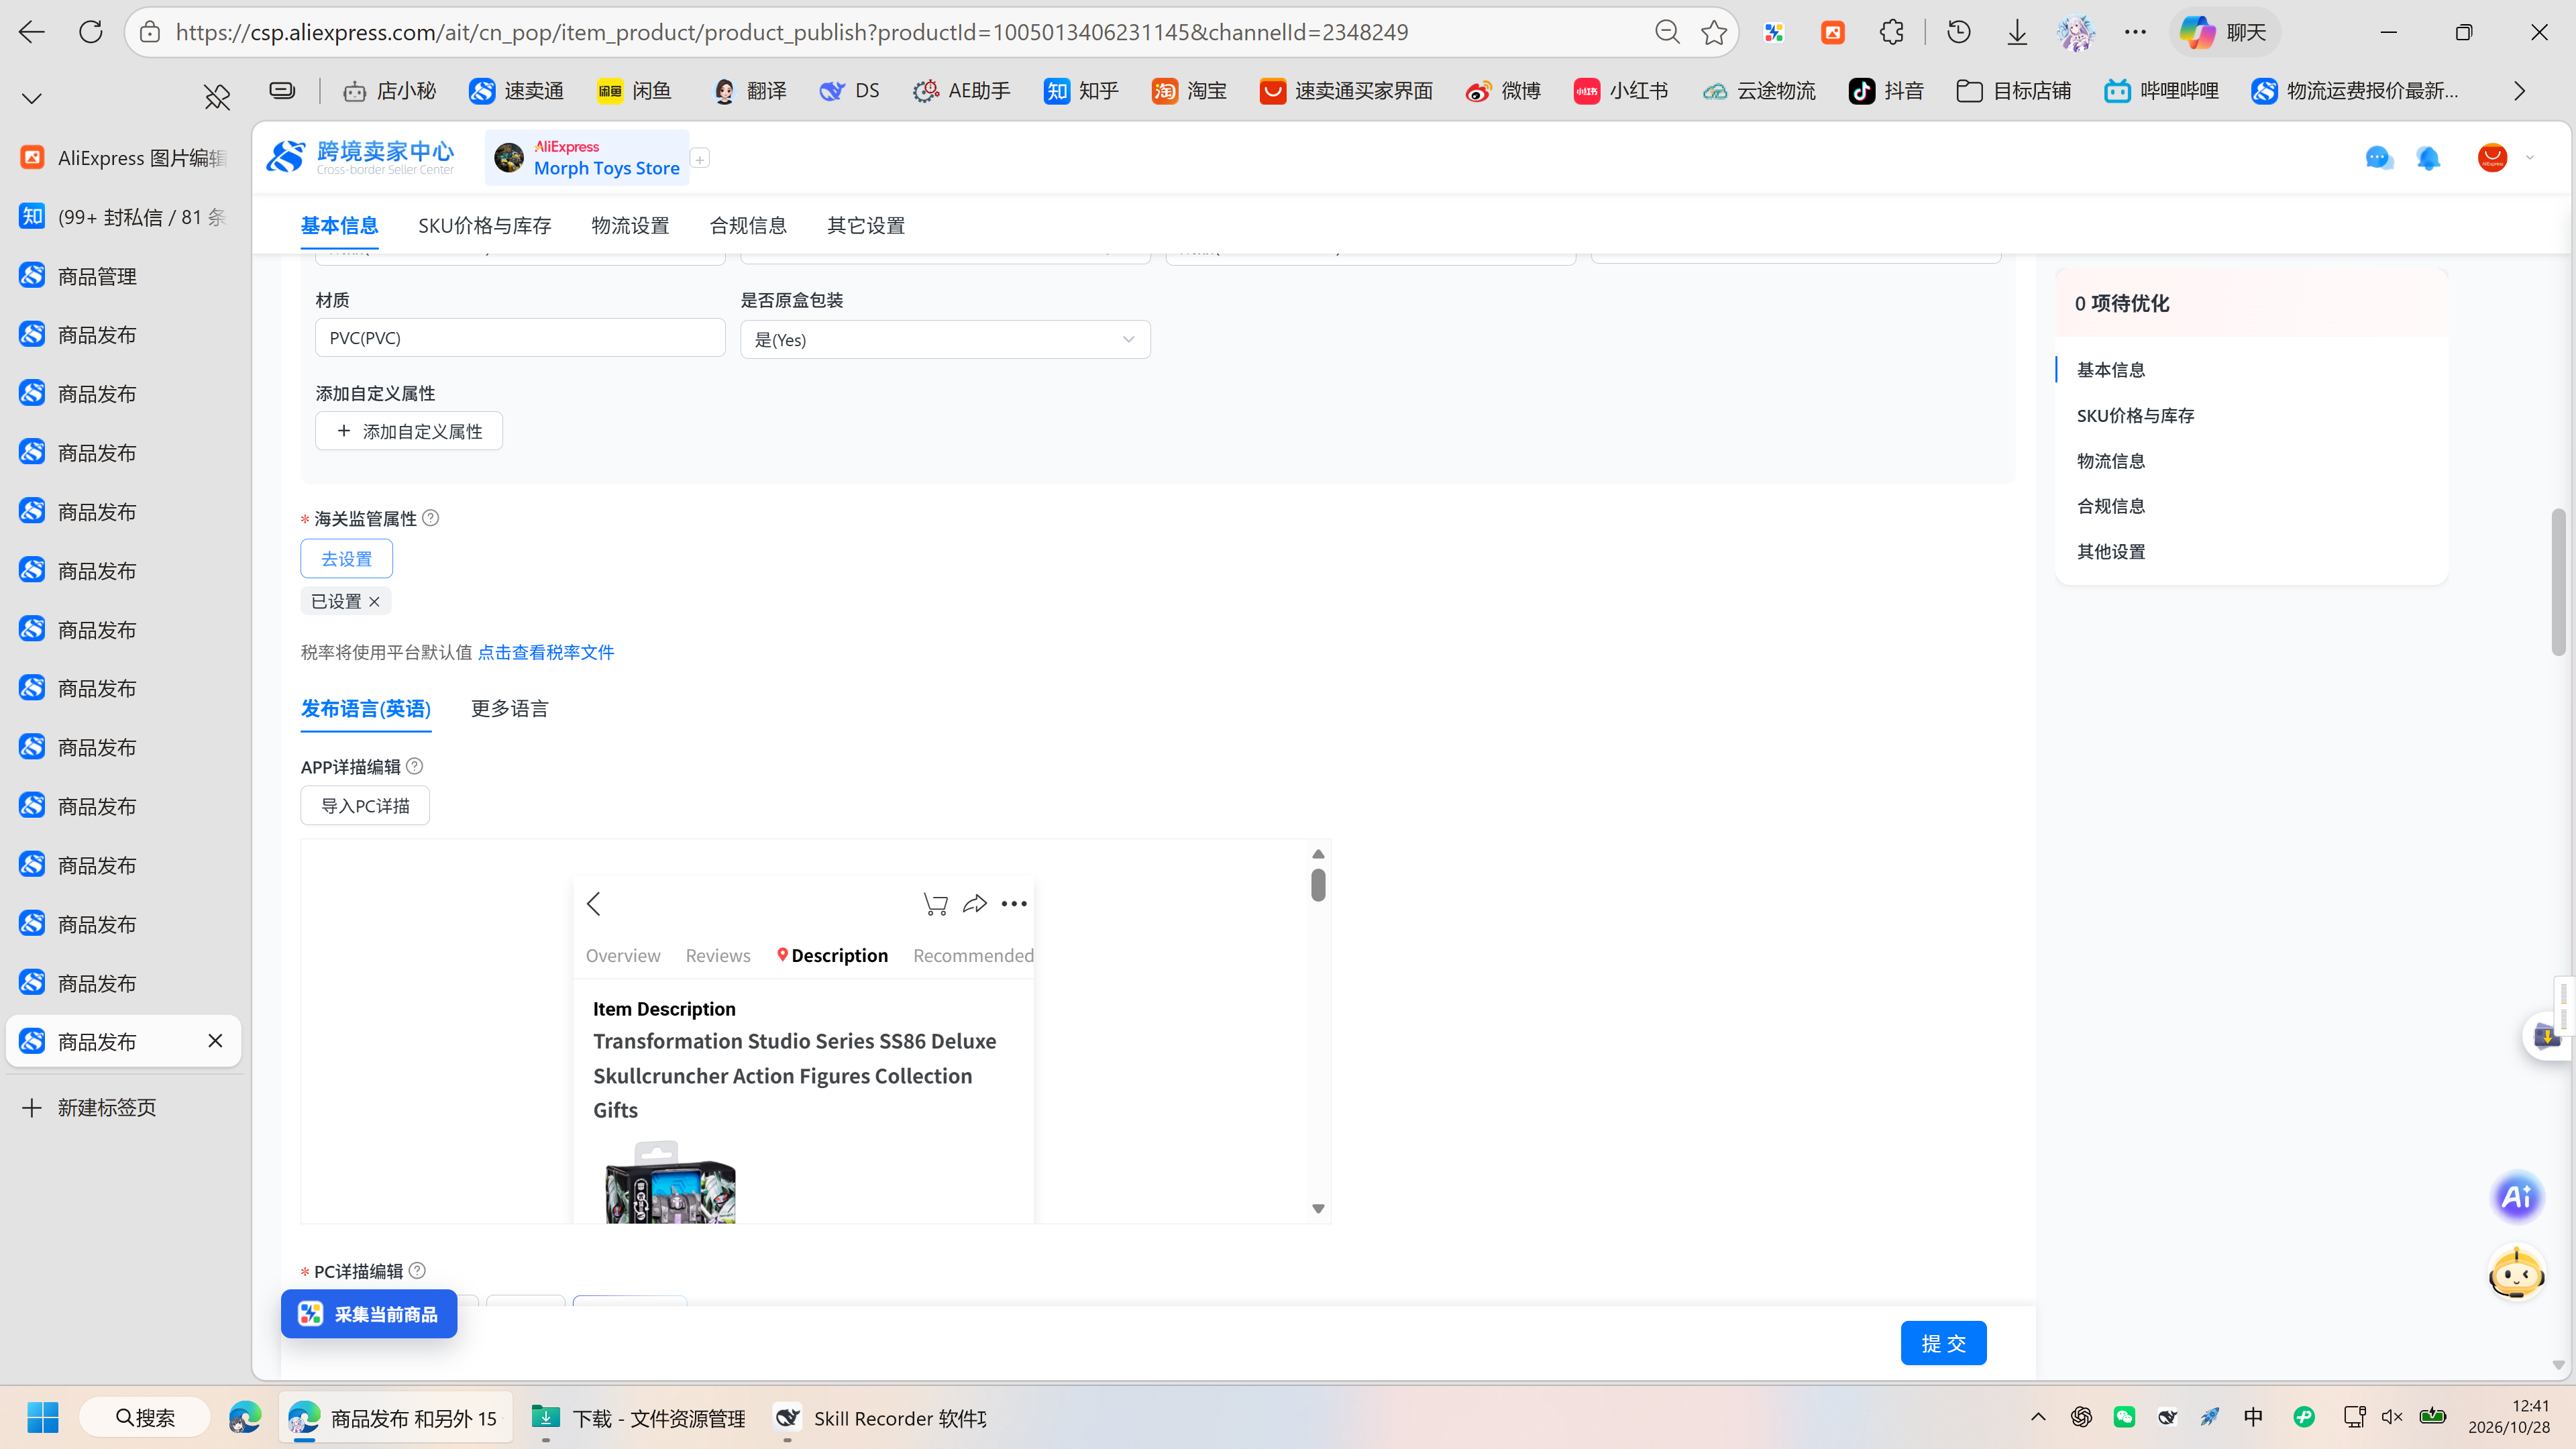 https://csp.aliexpress.com/ait/cn_pop/item_product/product_publish?productId=1005013406231145&channelId=2348249
聊天
店小秘
速卖通
闲鱼
翻译
DS
AE助手
知乎
淘宝
速卖通买家界面
微博
小红书
云途物流
抖音
目标店铺
哔哩哔哩
物流运费报价最新...
AliExpress 图片编辑
(99+ 封私信 / 81 条
商品管理
商品发布
商品发布
商品发布
商品发布
商品发布
商品发布
商品发布
商品发布
商品发布
商品发布
商品发布
商品发布
商品发布
新建标签页
跨境卖家中心
Cross-border Seller Center
AliExpress
Morph Toys Store
基本信息
SKU价格与库存
物流设置
合规信息
其它设置
材质
是否原盒包装
PVC(PVC)
是(Yes)
添加自定义属性
+ 添加自定义属性
* 海关监管属性
去设置
已设置
税率将使用平台默认值 点击查看税率文件
发布语言(英语)
更多语言
APP详描编辑
导入PC详描
Overview
Reviews
Description
Recommended
Item Description
Transformation Studio Series SS86 Deluxe
Skullcruncher Action Figures Collection
Gifts
* PC详描编辑
采集当前商品
提 交
0 项待优化
基本信息
SKU价格与库存
物流信息
合规信息
其他设置
Ai
搜索
商品发布 和另外 15
下载 - 文件资源管理
Skill Recorder 软件
中
12:41
2026/10/28